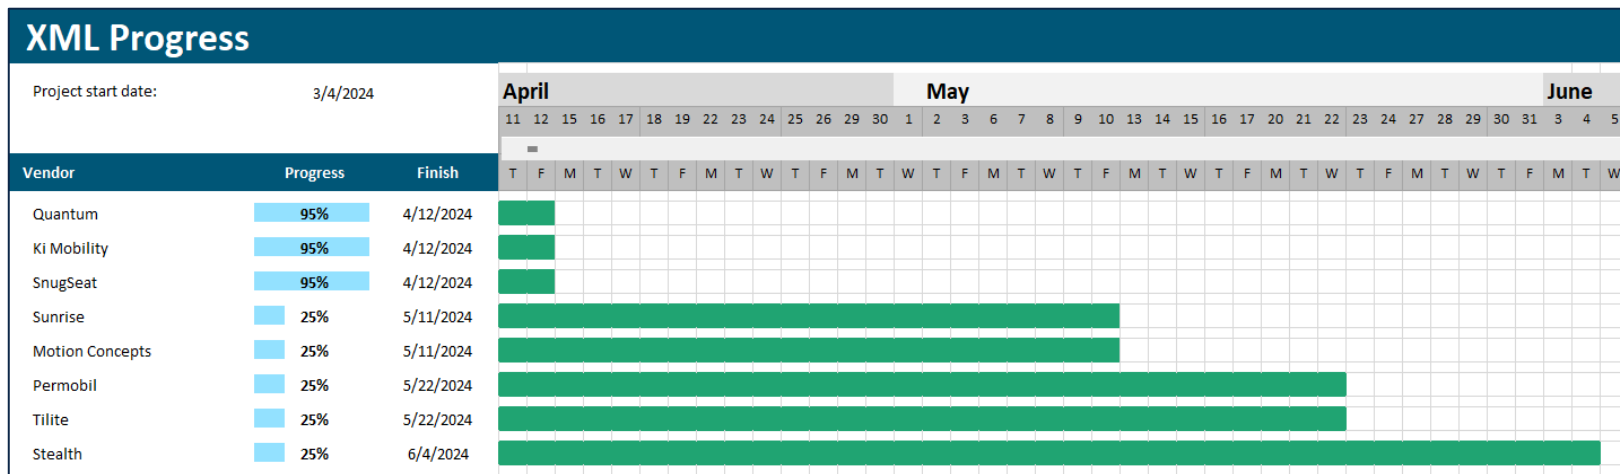 XML Progress
Project start date: 3/4/2024
April May June
11 12 15 16 17 18 19 22 23 24 25 26 29 30 1 2 3 6 7 8 9 10 13 14 15 16 17 20 21 22 23 24 27 28 29 30 31 3 4 5
Vendor Progress Finish T F M T W T F M T W T F M T W T F M T W T F M T W T F M T W T F M T W T F M T W
Quantum 95% 4/12/2024
Ki Mobility 95% 4/12/2024
SnugSeat 95% 4/12/2024
Sunrise 25% 5/11/2024
Motion Concepts 25% 5/11/2024
Permobil 25% 5/22/2024
Tilite 25% 5/22/2024
Stealth 25% 6/4/2024